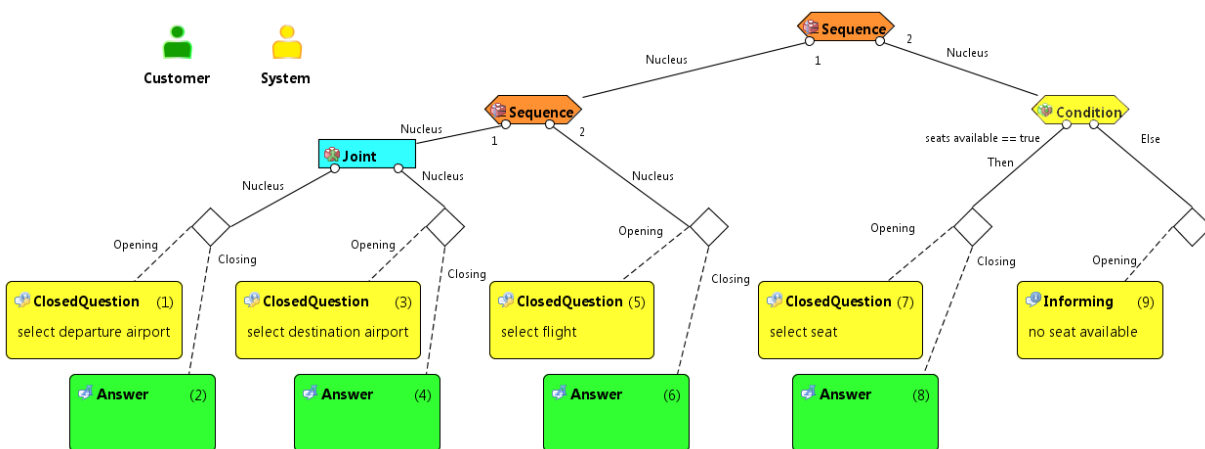 Customer
System
Sequence
1
2
Nucleus
Nucleus
Sequence
1
2
Nucleus
Nucleus
Condition
seats available == true
Then
Else
Joint
Nucleus
Nucleus
Opening
Closing
Opening
Closing
Opening
Closing
Opening
Closing
Opening
ClosedQuestion (1)
select departure airport
ClosedQuestion (3)
select destination airport
ClosedQuestion (5)
select flight
ClosedQuestion (7)
select seat
Informing (9)
no seat available
Answer (2)
Answer (4)
Answer (6)
Answer (8)